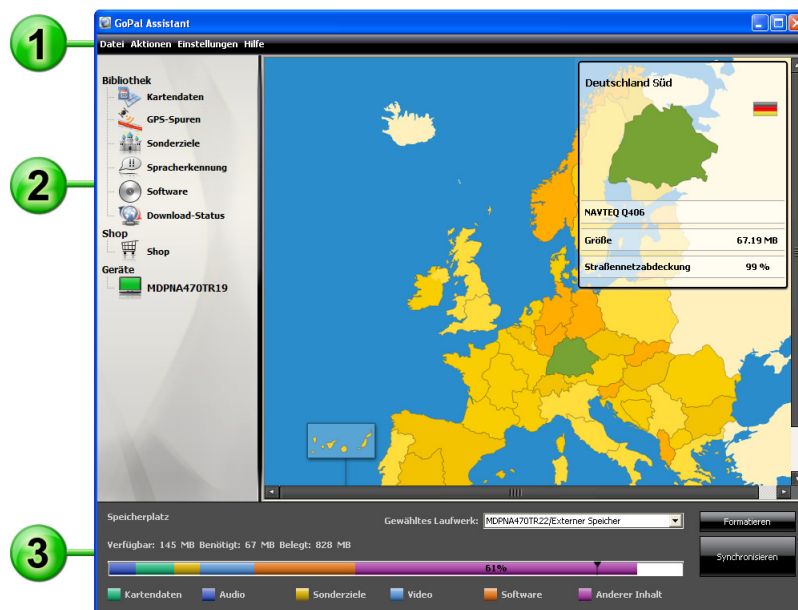 GoPal Assistant
1
Datei Aktionen Einstellungen Hilfe
2
Bibliothek
Kartendaten
GPS-Spuren
Sonderziele
Spracherkennung
Software
Download-Status
Shop
Shop
Geräte
MDPNA470TR19
Deutschland Süd
NAVTEQ Q406
Größe 67.19 MB
Straßennetzabdeckung 99 %
3
Speicherplatz
Gewähltes Laufwerk: MDPNA470TR22/Externer Speicher
Formatieren
Verfügbar: 145 MB Benötigt: 67 MB Belegt: 828 MB
Synchronisieren
61%
Kartendaten Audio Sonderziele Video Software Anderer Inhalt